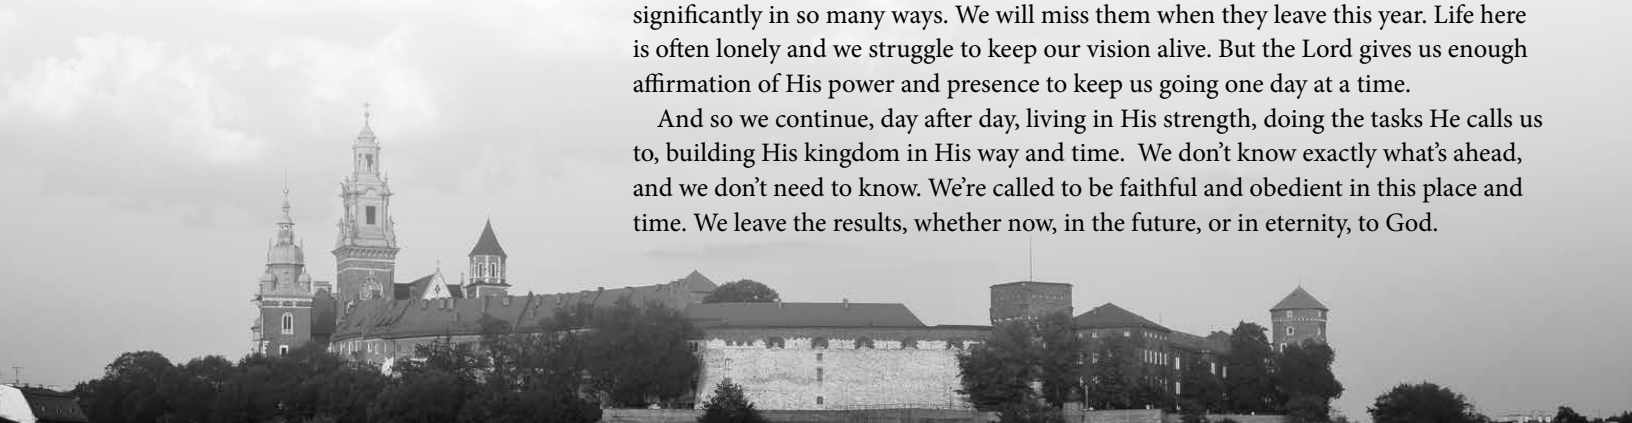 significantly in so many ways. We will miss them when they leave this year. Life here
is often lonely and we struggle to keep our vision alive. But the Lord gives us enough
affirmation of His power and presence to keep us going one day at a time.
And so we continue, day after day, living in His strength, doing the tasks He calls us
to, building His kingdom in His way and time.  We don’t know exactly what’s ahead,
and we don’t need to know. We’re called to be faithful and obedient in this place and
time. We leave the results, whether now, in the future, or in eternity, to God.